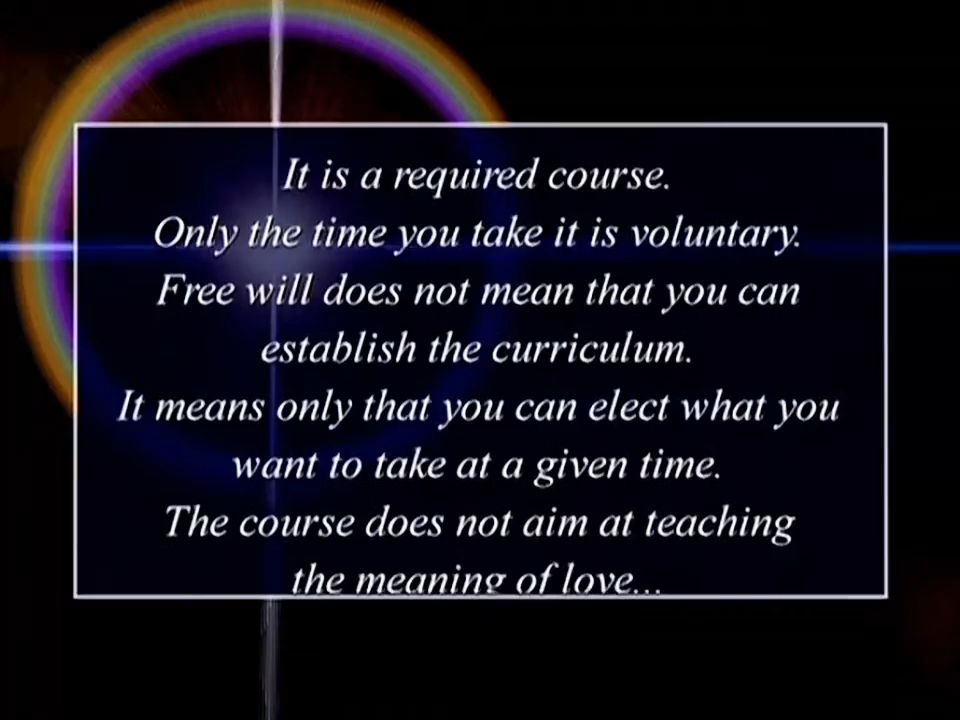 It is a required course.
Only the time you take it is voluntary.
Free will does not mean that you can
establish the curriculum.
It means only that you can elect what you
want to take at a given time.
The course does not aim at teaching
the meaning of love...